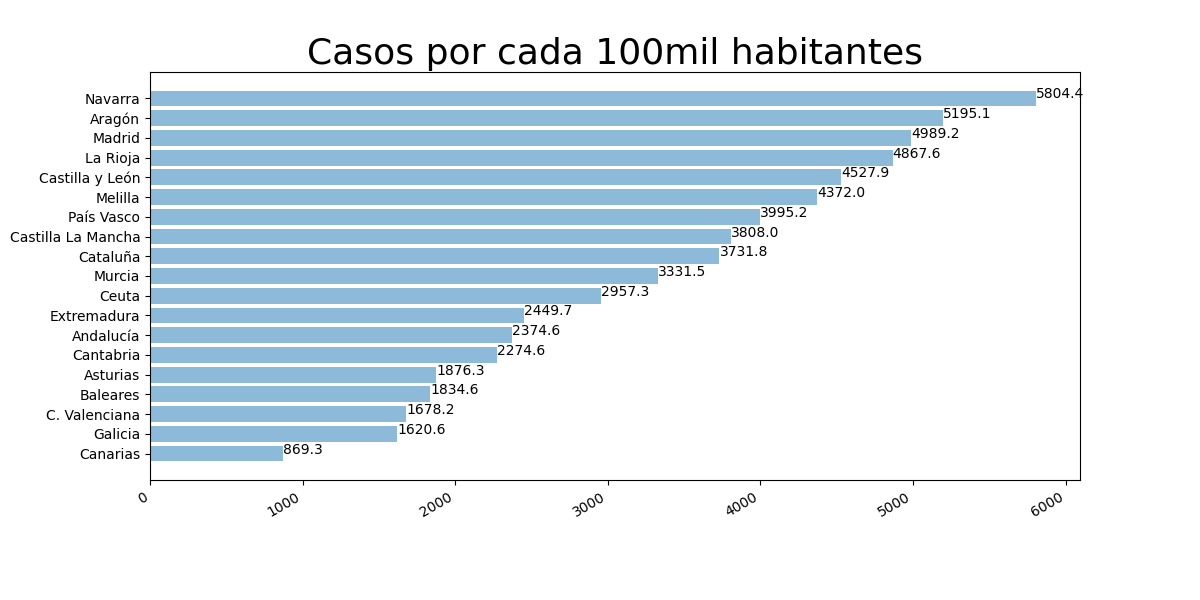 Casos por cada 100mil habitantes
Navarra 5804.4
Aragón 5195.1
Madrid 4989.2
La Rioja 4867.6
Castilla y León 4527.9
Melilla 4372.0
País Vasco 3995.2
Castilla La Mancha 3808.0
Cataluña 3731.8
Murcia 3331.5
Ceuta 2957.3
Extremadura 2449.7
Andalucía 2374.6
Cantabria 2274.6
Asturias 1876.3
Baleares 1834.6
C. Valenciana 1678.2
Galicia 1620.6
Canarias 869.3
0 1000 2000 3000 4000 5000 6000